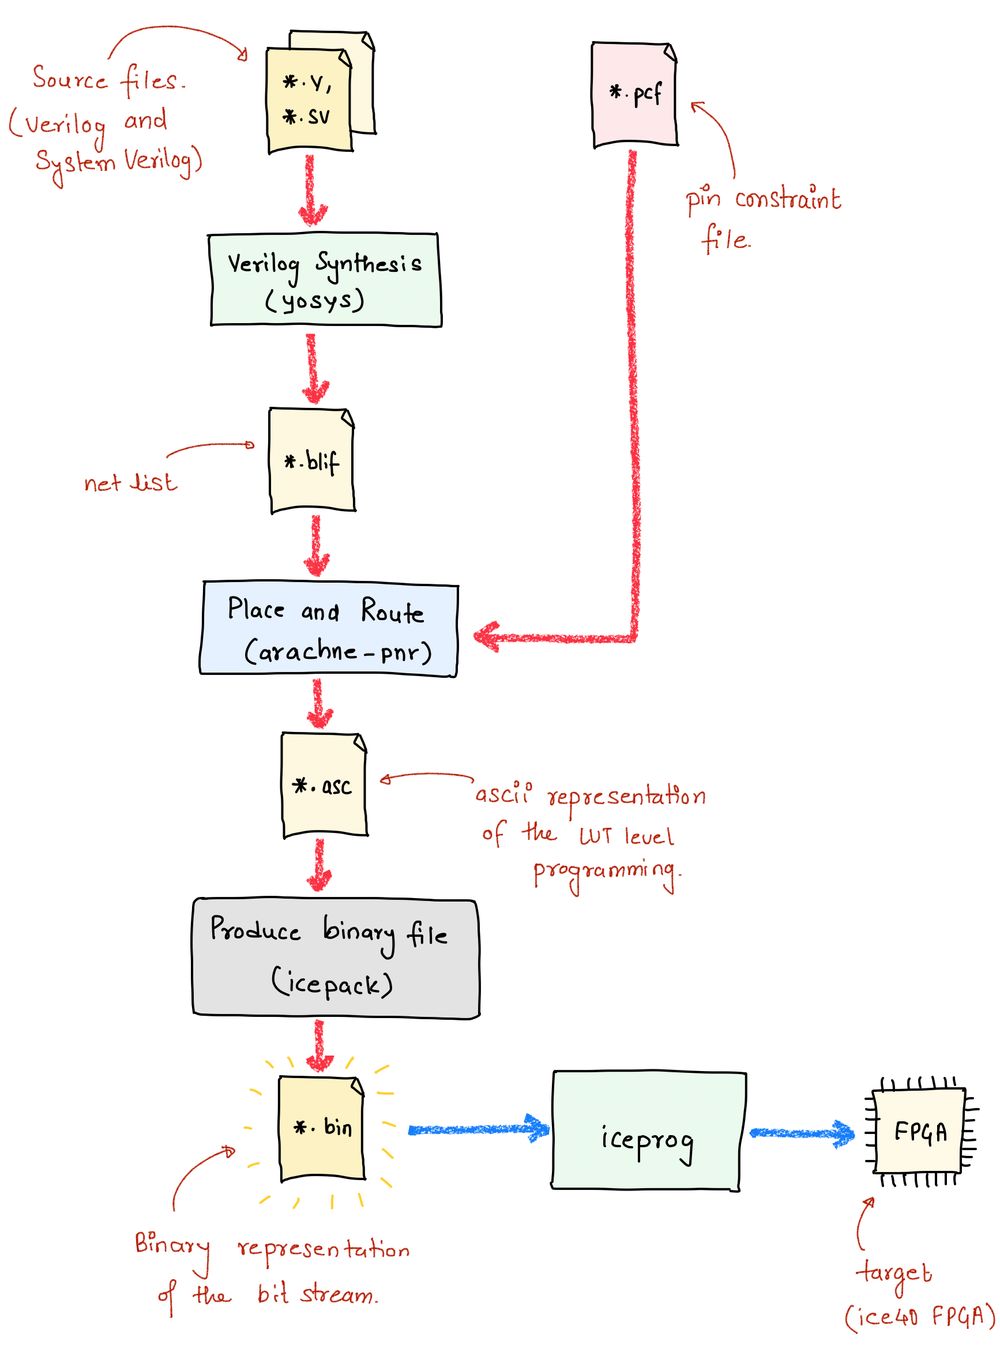 Source files.
(Verilog and
System Verilog)
*.v,
*.sv
*.pcf
pin constraint
file.
Verilog Synthesis
(yosys)
net list
*.blif
Place and Route
(arachne-pnr)
*.asc
ascii representation
of the LUT level
programming.
Produce binary file
(icepack)
*.bin
iceprog
FPGA
Binary representation
of the bit stream.
target
(ice40 FPGA)